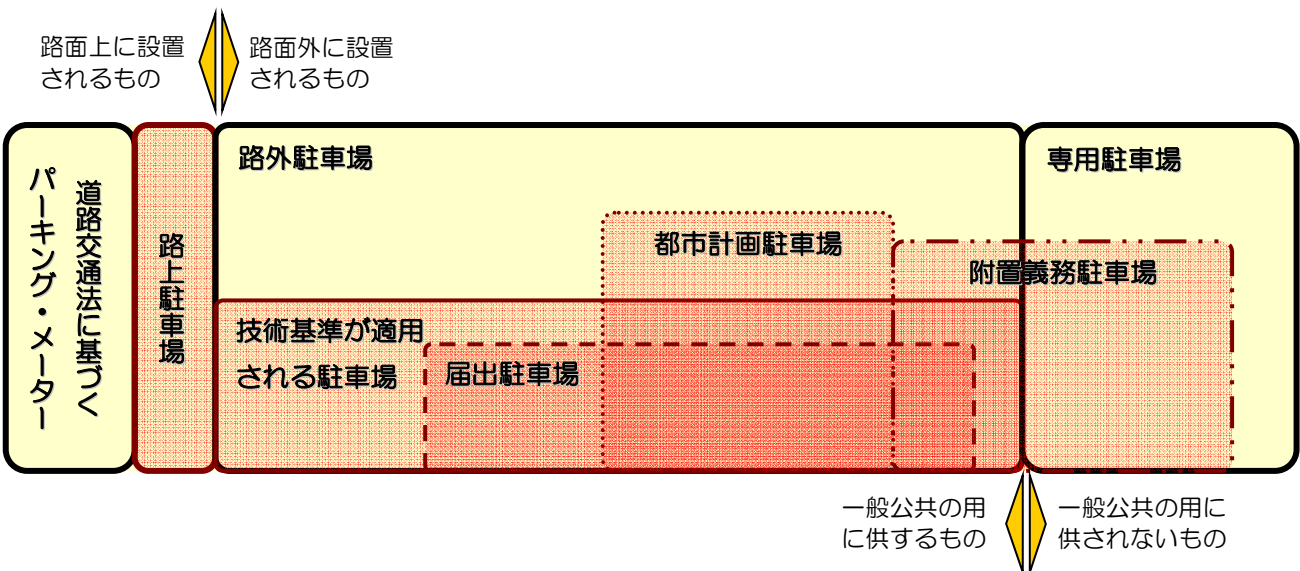 路面上に設置
されるもの
路面外に設置
されるもの
道路交通法に基づく
パーキング・メーター
路上駐車場
路外駐車場
専用駐車場
都市計画駐車場
附置義務駐車場
技術基準が適用
される駐車場
届出駐車場
一般公共の用
に供するもの
一般公共の用に
供されないもの